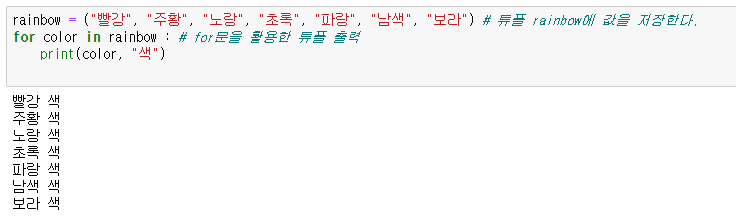 rainbow = ("빨강", "주황", "노랑", "초록", "파랑", "남색", "보라") # 튜플 rainbow에 값을 저장한다.
for color in rainbow : # for문을 활용한 튜플 출력
    print(color, "색")
빨강 색
주황 색
노랑 색
초록 색
파랑 색
남색 색
보라 색